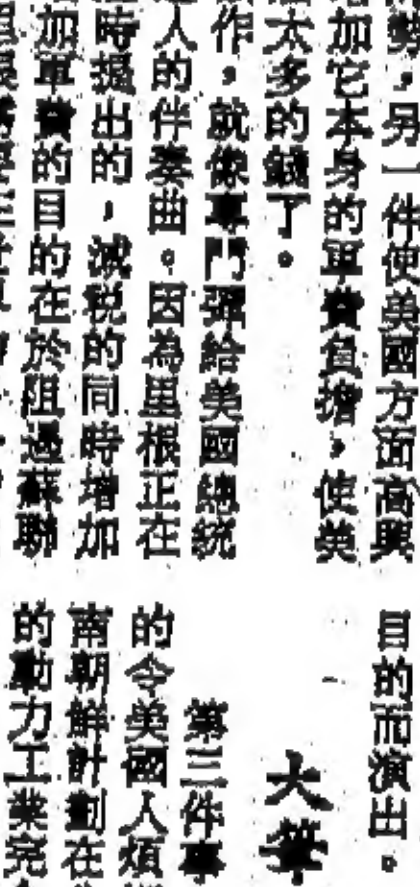 勢，另一件使美國方面高興
加它本身的軍費負擔，使美
太多的錢了。
作，就像專門彈給美國總統
人的伴奏曲。因為里根正在
時提出的，減稅的同時增加
加軍費的目的在於阻遏蘇聯
目的而演出。
大筆
第三件事
的令美國人煩
南朝鮮計劃在
的動力工業完